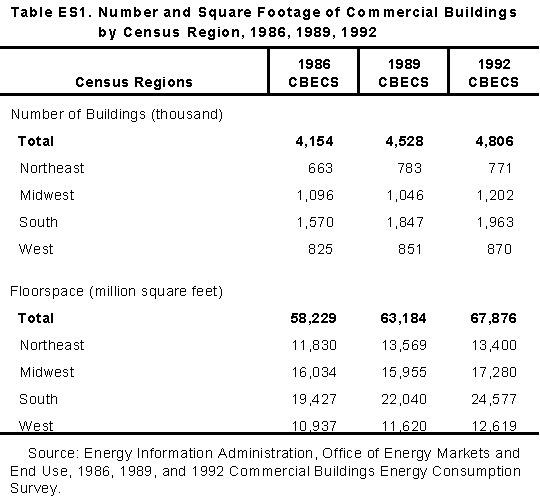 Table ES1. Number and Square Footage of Commercial Buildings
by Census Region, 1986, 1989, 1992
Census Regions 1986 CBECS 1989 CBECS 1992 CBECS
Number of Buildings (thousand)
Total 4,154 4,528 4,806
Northeast 663 783 771
Midwest 1,096 1,046 1,202
South 1,570 1,847 1,963
West 825 851 870
Floorspace (million square feet)
Total 58,229 63,184 67,876
Northeast 11,830 13,569 13,400
Midwest 16,034 15,955 17,280
South 19,427 22,040 24,577
West 10,937 11,620 12,619
Source: Energy Information Administration, Office of Energy Markets and
End Use, 1986, 1989, and 1992 Commercial Buildings Energy Consumption
Survey.